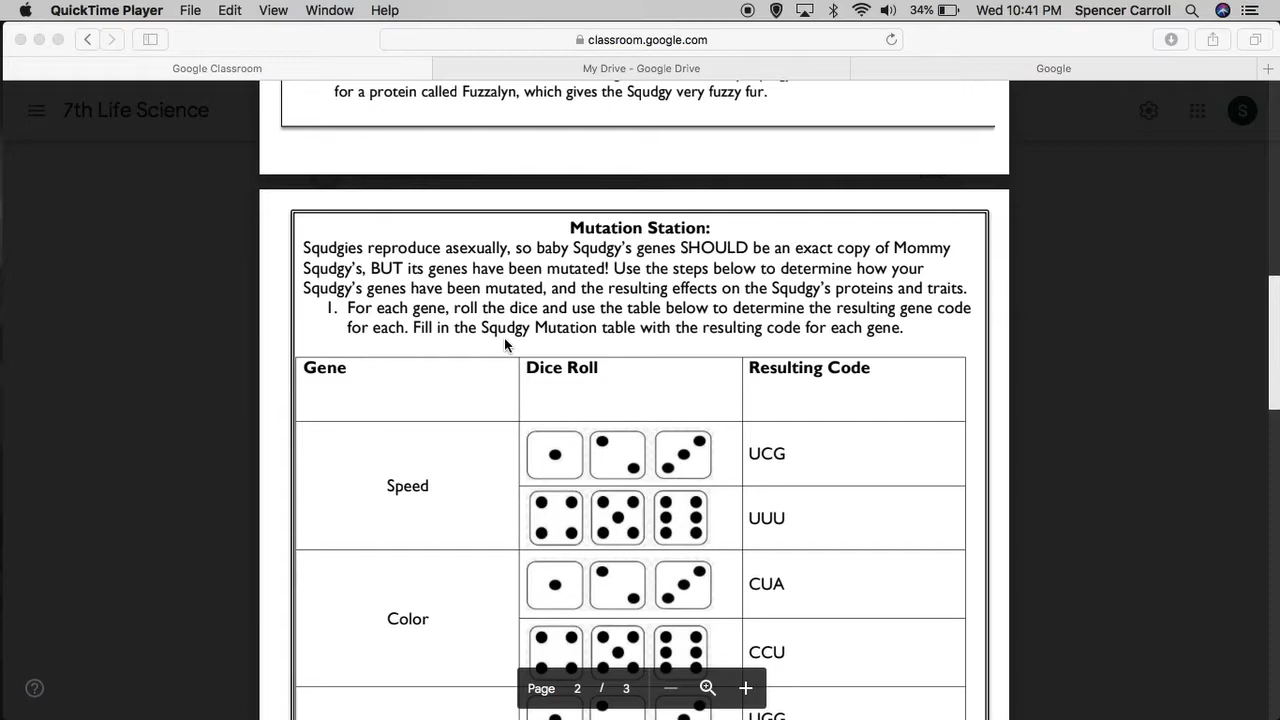 QuickTime Player File Edit View Window Help 34% Wed 10:41 PM Spencer Carroll
classroom.google.com
Google Classroom My Drive - Google Drive Google
for a protein called Fuzzalyn, which gives the Squdgy very fuzzy fur.
7th Life Science S
Mutation Station:
Squdgies reproduce asexually, so baby Squdgy's genes SHOULD be an exact copy of Mommy
Squdgy's, BUT its genes have been mutated! Use the steps below to determine how your
Squdgy's genes have been mutated, and the resulting effects on the Squdgy's proteins and traits.
1. For each gene, roll the dice and use the table below to determine the resulting gene code
for each. Fill in the Squdgy Mutation table with the resulting code for each gene.
Gene Dice Roll Resulting Code
UCG
Speed
UUU
CUA
Color
CCU
Page 2 / 3
UGG